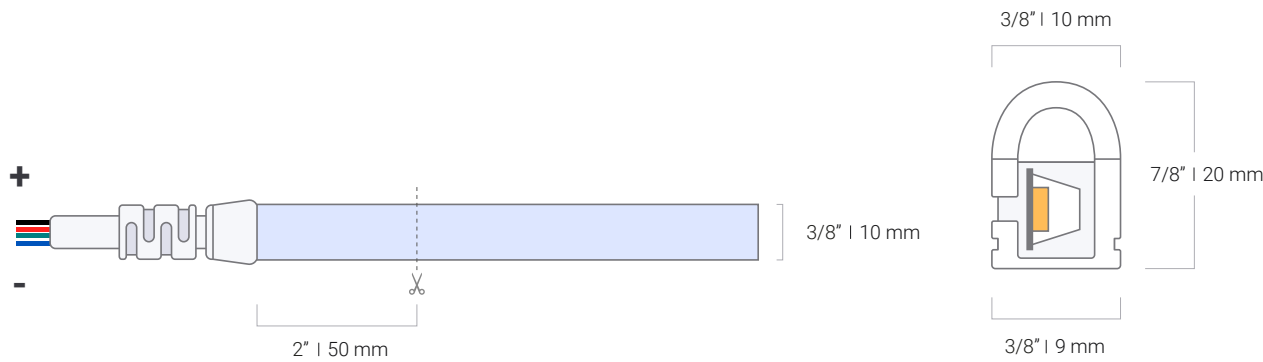 3/8” | 10 mm
+
7/8” | 20 mm
3/8” | 10 mm
-
2” | 50 mm
3/8” | 9 mm